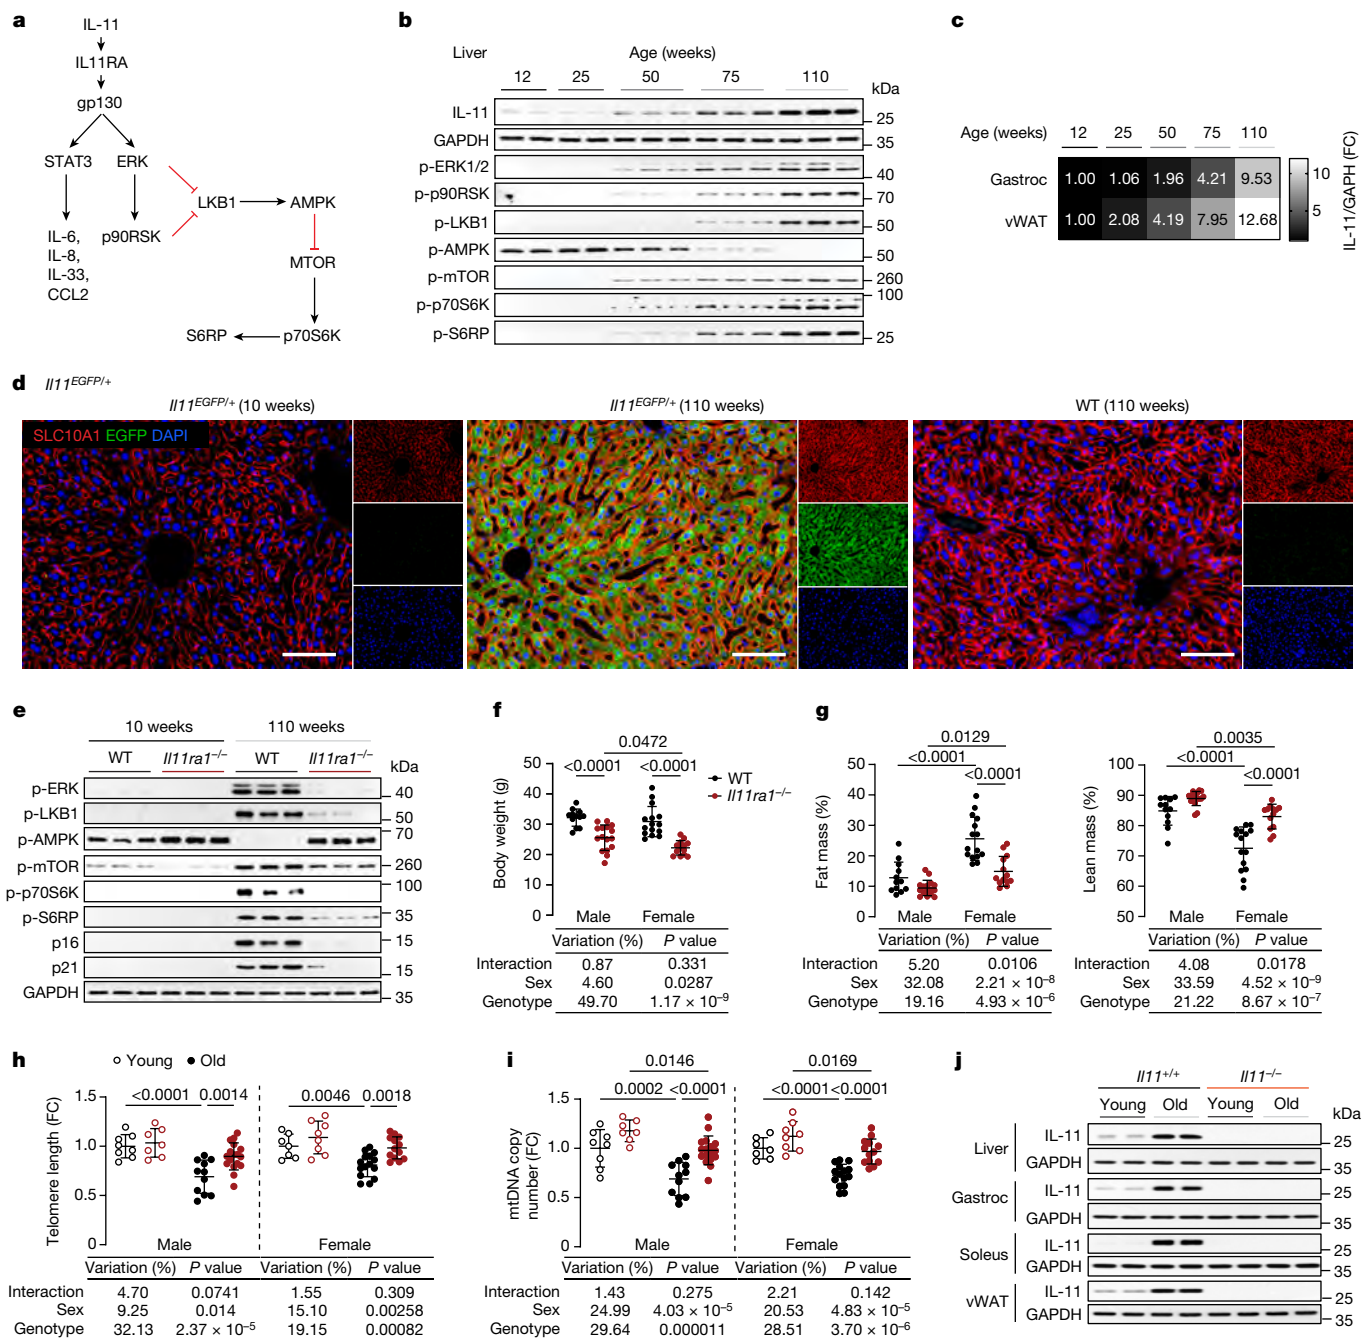 a
IL-11
IL11RA
gp130
STAT3 ERK
LKB1 AMPK
IL-6,
IL-8,
IL-33,
CCL2
p90RSK
MTOR
S6RP p70S6K
b
Liver Age (weeks)
12 25 50 75 110
kDa
IL-11 25
GAPDH 35
p-ERK1/2 40
p-p90RSK 70
p-LKB1 50
p-AMPK 50
p-mTOR 260
p-p70S6K 100
p-S6RP 25
c
Age (weeks) 12 25 50 75 110
Gastroc 1.00 1.06 1.96 4.21 9.53
vWAT 1.00 2.08 4.19 7.95 12.68
10
5
IL-11/GAPH (FC)
d Il11EGFP/+
Il11EGFP/+ (10 weeks) Il11EGFP/+ (110 weeks) WT (110 weeks)
SLC10A1 EGFP DAPI
e
10 weeks 110 weeks
WT Il11ra1–/– WT Il11ra1–/–
kDa
p-ERK 40
p-LKB1 50
p-AMPK 70
p-mTOR 260
p-p70S6K 100
p-S6RP 35
p16 15
p21 15
GAPDH 35
f
0.0472
<0.0001 <0.0001
WT
Il11ra1–/–
Body weight (g)
50
40
30
20
10
0
Male Female
Variation (%) P value
Interaction 0.87 0.331
Sex 4.60 0.0287
Genotype 49.70 1.17 × 10–9
g
0.0129
<0.0001
<0.0001
Fat mass (%)
50
40
30
20
10
0
Male Female
Variation (%) P value
Interaction 5.20 0.0106
Sex 32.08 2.21 × 10–8
Genotype 19.16 4.93 × 10–6
0.0035
<0.0001
<0.0001
Lean mass (%)
100
90
80
70
60
50
Male Female
Variation (%) P value
Interaction 4.08 0.0178
Sex 33.59 4.52 × 10–9
Genotype 21.22 8.67 × 10–7
h
Young Old
<0.0001 0.0014 0.0046 0.0018
Telomere length (FC)
1.5
1.0
0.5
0
Male Female
Variation (%) P value Variation (%) P value
Interaction 4.70 0.0741 1.55 0.309
Sex 9.25 0.014 15.10 0.00258
Genotype 32.13 2.37 × 10–5 19.15 0.00082
i
0.0146 0.0169
0.0002 <0.0001 <0.0001 <0.0001
mtDNA copy
number (FC)
1.5
1.0
0.5
0
Male Female
Variation (%) P value Variation (%) P value
Interaction 1.43 0.275 2.21 0.142
Sex 24.99 4.03 × 10–5 20.53 4.83 × 10–5
Genotype 29.64 0.000011 28.51 3.70 × 10–6
j
Il11+/+ Il11–/–
Young Old Young Old
kDa
Liver
IL-11 25
GAPDH 35
Gastroc
IL-11 25
GAPDH 35
Soleus
IL-11 25
GAPDH 35
vWAT
IL-11 25
GAPDH 35